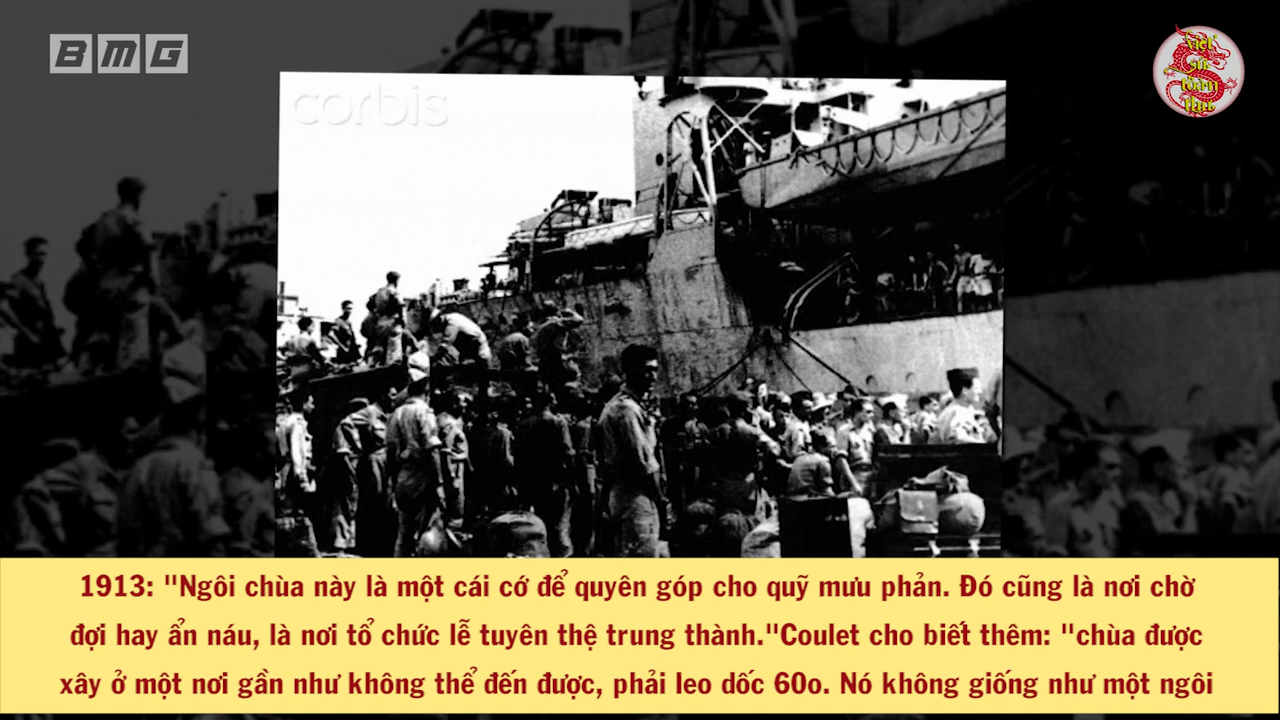 BMG
corbis
VIỆT
SỬ
1913: "Ngôi chùa này là một cái cớ để quyên góp cho quỹ mưu phản. Đó cũng là nơi chờ
đợi hay ẩn náu, là nơi tổ chức lễ tuyên thệ trung thành."Coulet cho biết thêm: "chùa được
xây ở một nơi gần như không thể đến được, phải leo dốc 60o. Nó không giống như một ngôi